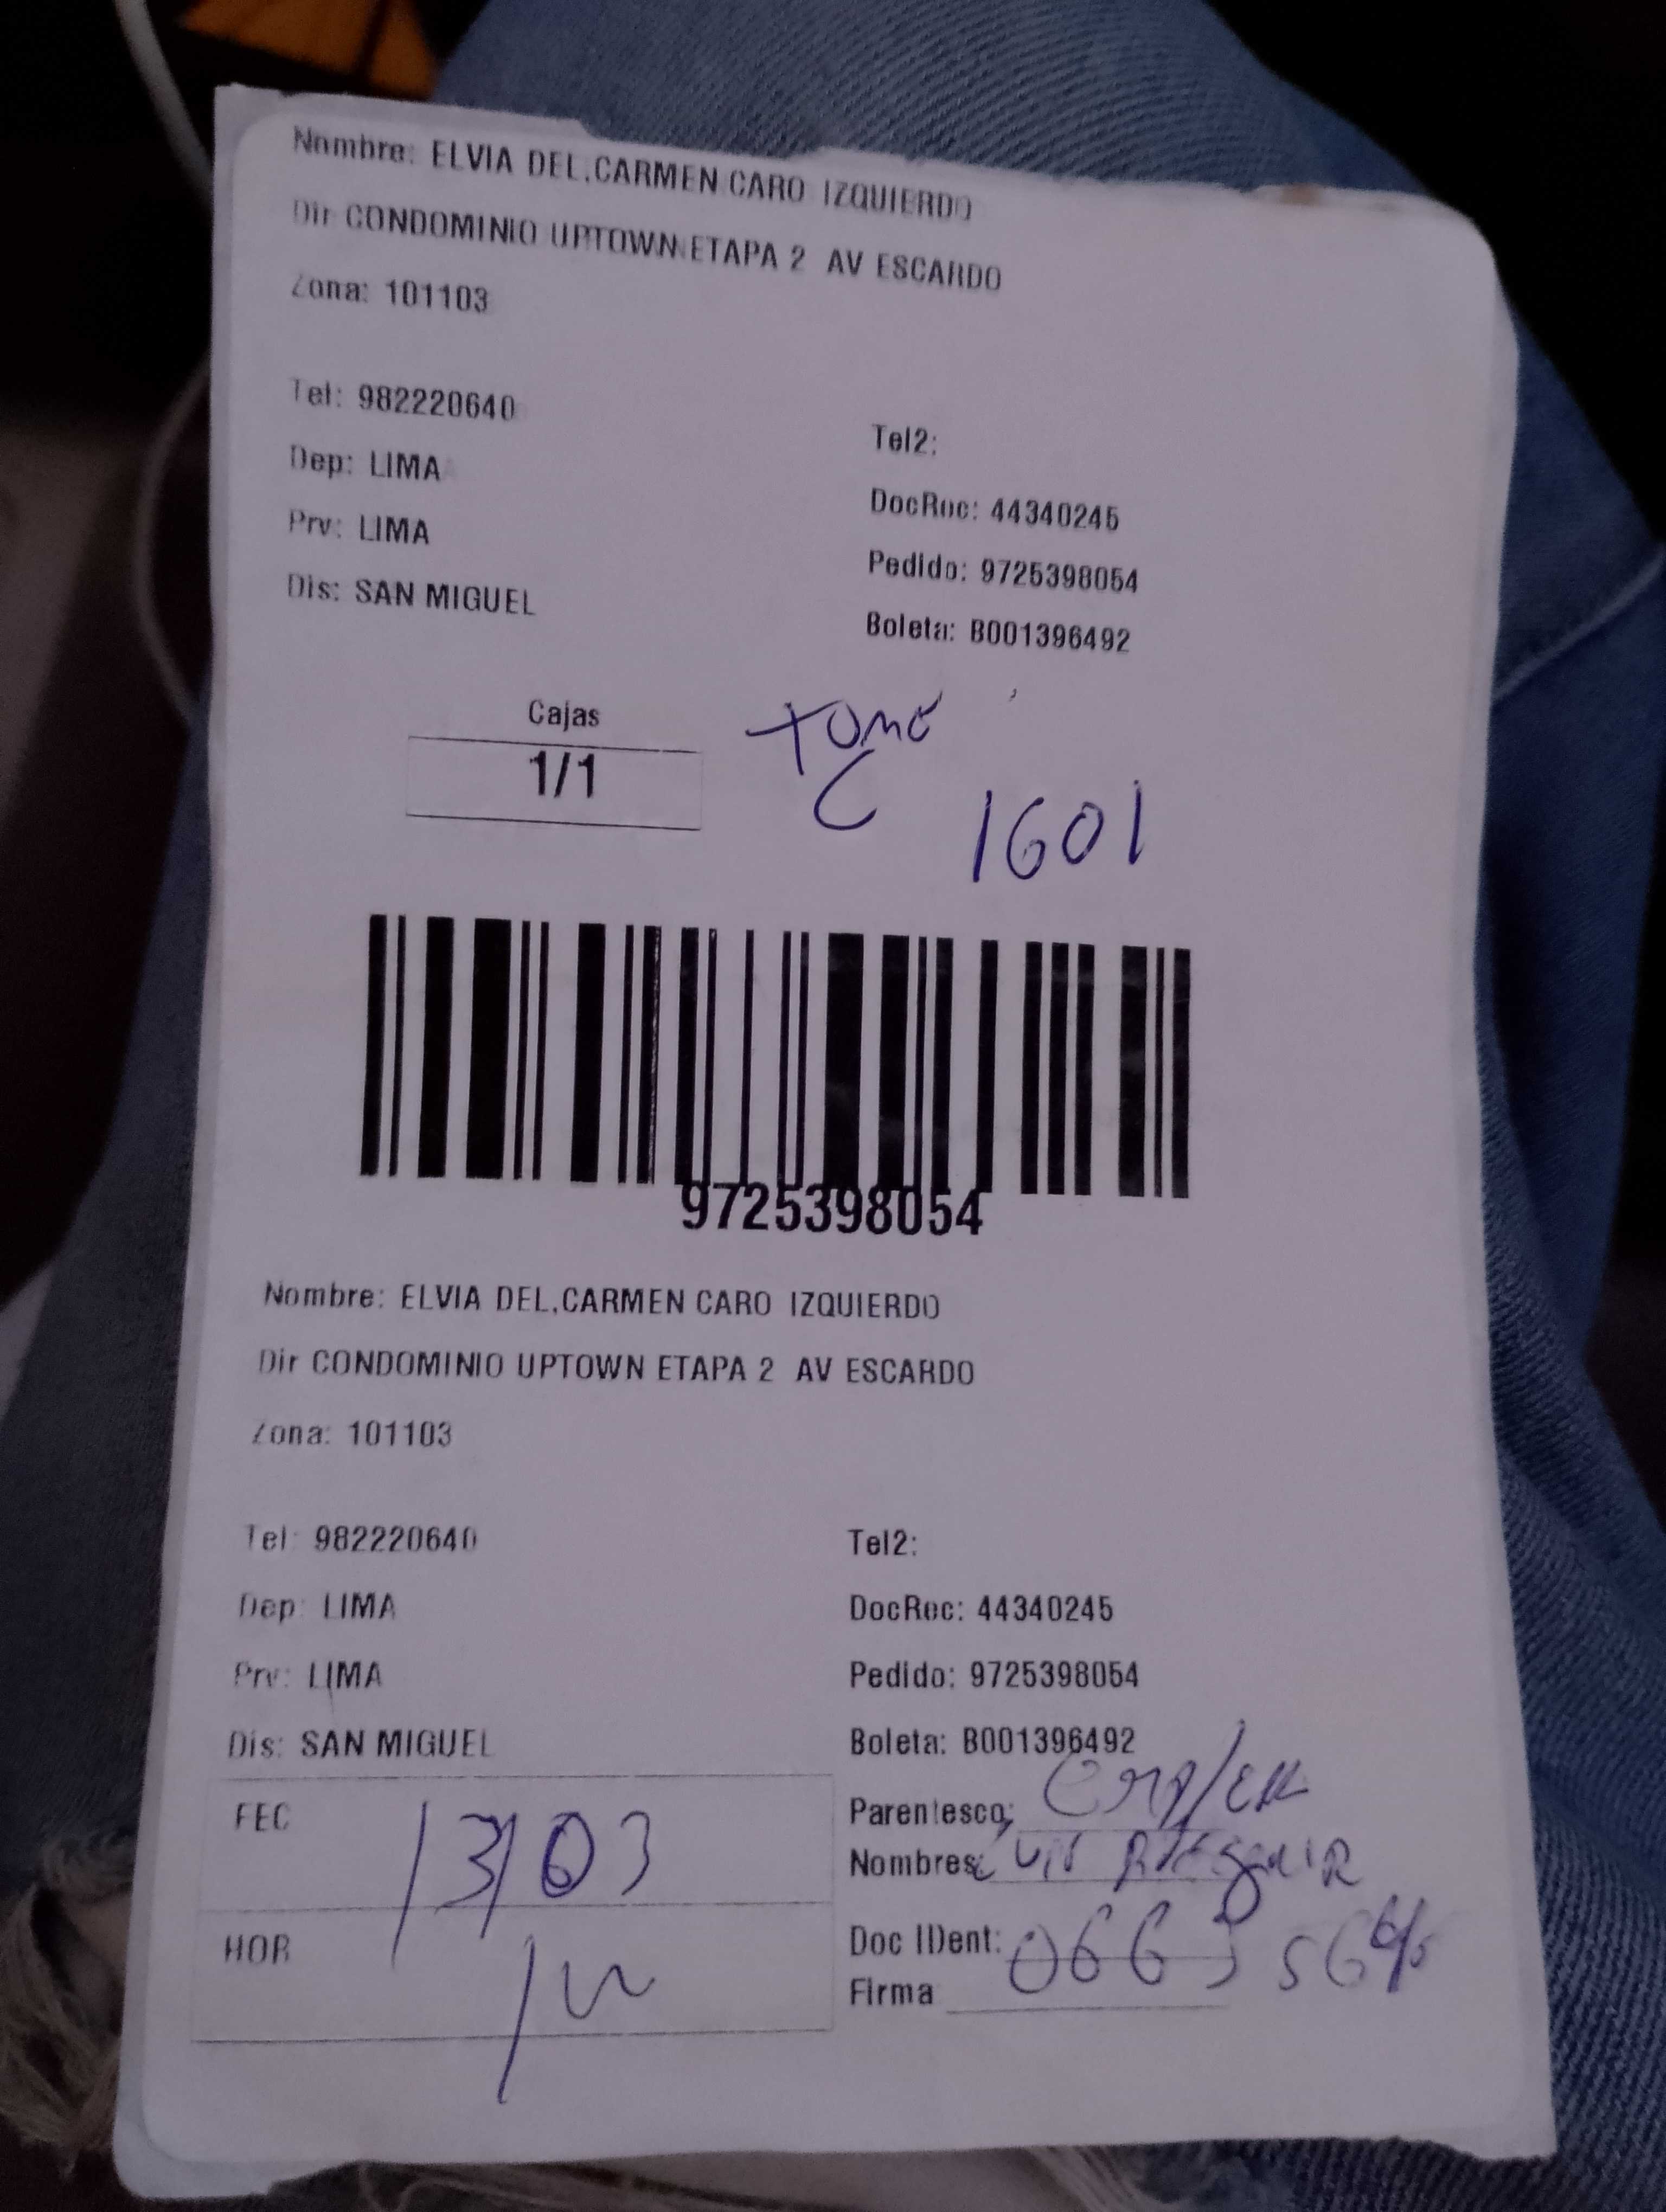 Nombre: ELVIA DEL.CARMEN CARO IZQUIERDO
Dir CONDOMINIO UPTOWN ETAPA 2 AV ESCARDO
Zona: 101103
Tel: 982220640
Tel2:
Dep: LIMA
DocRec: 44340245
Prv: LIMA
Pedido: 9725398054
Dis: SAN MIGUEL
Boleta: B001396492
Cajas
1/1
C 1601
9725398054
Nombre: ELVIA DEL.CARMEN CARO IZQUIERDO
Dir CONDOMINIO UPTOWN ETAPA 2 AV ESCARDO
Zona: 101103
Tel: 982220640
Tel2:
Dep: LIMA
DocRec: 44340245
Prv: LIMA
Pedido: 9725398054
Dis: SAN MIGUEL
Boleta: B001396492
FEC 13/03
Parentesco:
Nombres:
HOR
Doc IDent:
Firma